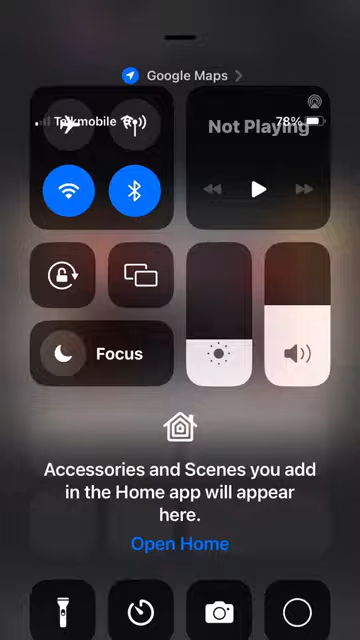 Google Maps
Talkmobile
78%
Not Playing
Focus
Accessories and Scenes you add
in the Home app will appear
here.
Open Home